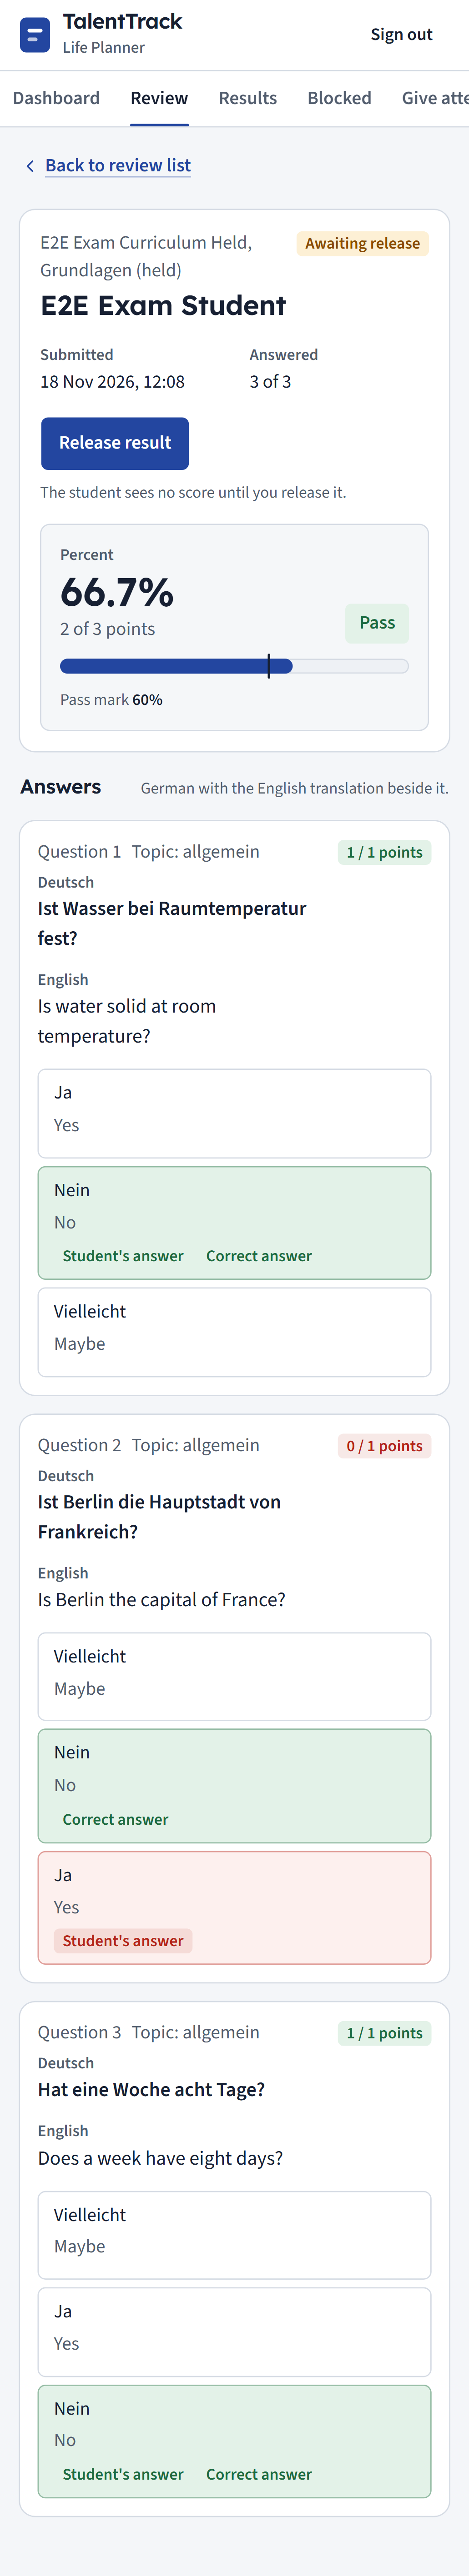 TalentTrack
Life Planner
Sign out
Dashboard Review Results Blocked Give atte
Back to review list
E2E Exam Curriculum Held,
Grundlagen (held)
Awaiting release
E2E Exam Student
Submitted Answered
18 Nov 2026, 12:08 3 of 3
Release result
The student sees no score until you release it.
Percent
66.7%
2 of 3 points
Pass
Pass mark 60%
Answers German with the English translation beside it.
Question 1 Topic: allgemein 1 / 1 points
Deutsch
Ist Wasser bei Raumtemperatur
fest?
English
Is water solid at room
temperature?
Ja
Yes
Nein
No
Student's answer Correct answer
Vielleicht
Maybe
Question 2 Topic: allgemein 0 / 1 points
Deutsch
Ist Berlin die Hauptstadt von
Frankreich?
English
Is Berlin the capital of France?
Vielleicht
Maybe
Nein
No
Correct answer
Ja
Yes
Student's answer
Question 3 Topic: allgemein 1 / 1 points
Deutsch
Hat eine Woche acht Tage?
English
Does a week have eight days?
Vielleicht
Maybe
Ja
Yes
Nein
No
Student's answer Correct answer